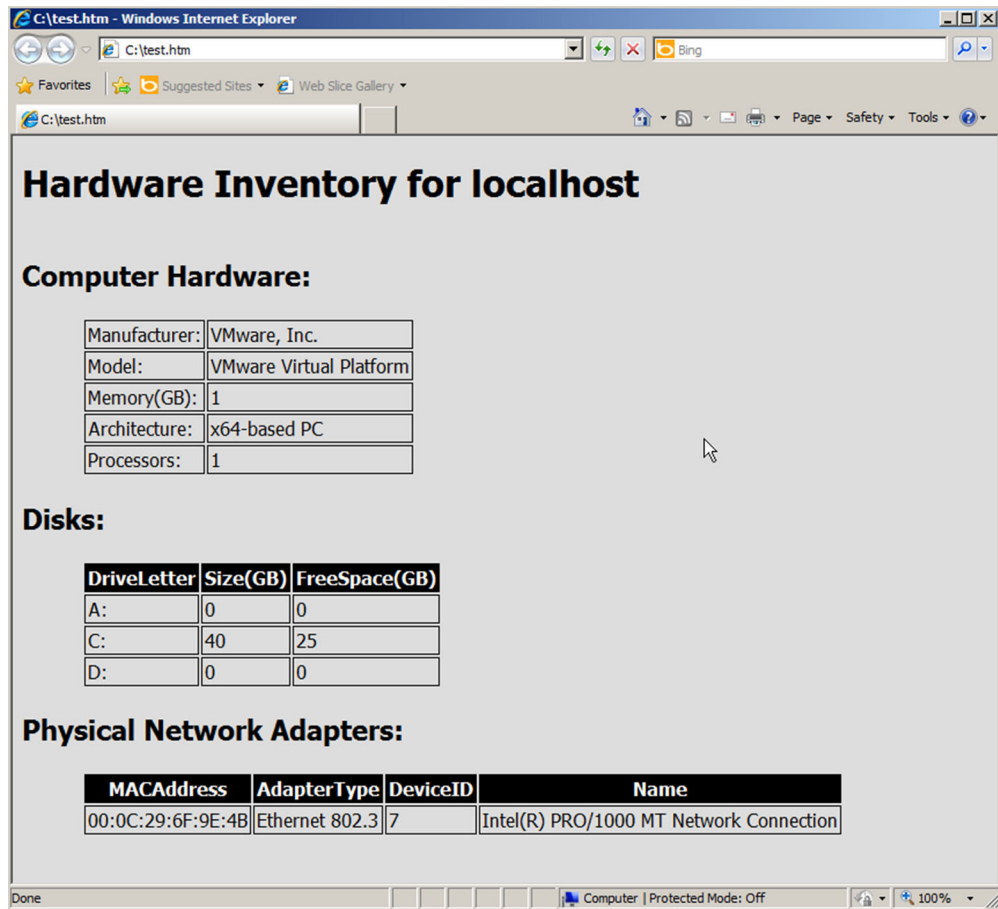 C:\test.htm - Windows Internet Explorer
C:\test.htm
Bing
Favorites Suggested Sites Web Slice Gallery
C:\test.htm Page Safety Tools
Hardware Inventory for localhost
Computer Hardware:
Manufacturer: VMware, Inc.
Model: VMware Virtual Platform
Memory(GB): 1
Architecture: x64-based PC
Processors: 1
Disks:
DriveLetter Size(GB) FreeSpace(GB)
A: 0 0
C: 40 25
D: 0 0
Physical Network Adapters:
MACAddress AdapterType DeviceID Name
00:0C:29:6F:9E:4B Ethernet 802.3 7 Intel(R) PRO/1000 MT Network Connection
Done Computer | Protected Mode: Off 100%